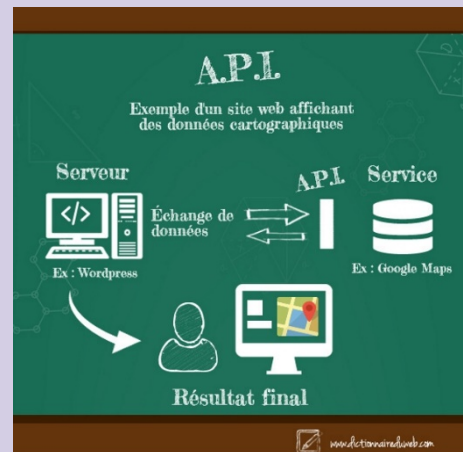 A.P.I.
Exemple d'un site web affichant
des données cartographiques
Serveur
A.P.I.
Service
</>
Échange de
données
Ex : Wordpress
Ex : Google Maps
Résultat final
www.dictionnaireduweb.com